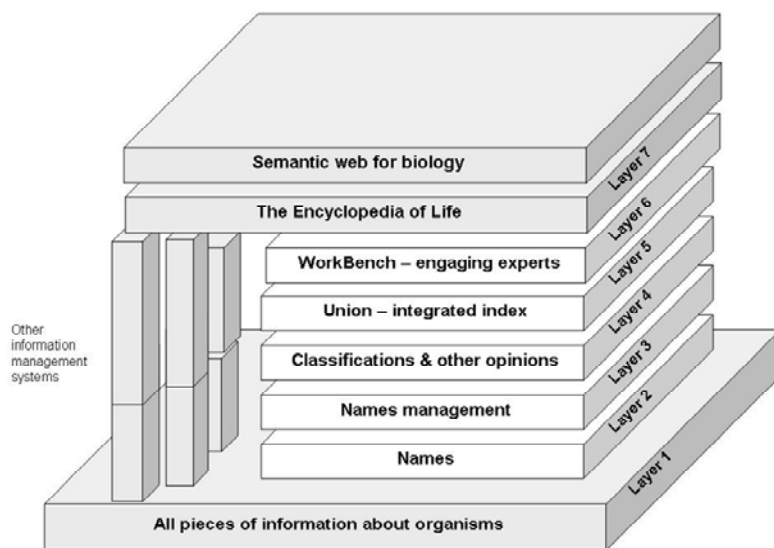 Semantic web for biology
Layer 7
The Encyclopedia of Life
Layer 6
WorkBench – engaging experts
Layer 5
Union – integrated index
Layer 4
Other
information
management
systems
Classifications & other opinions
Layer 3
Names management
Layer 2
Names
Layer 1
All pieces of information about organisms